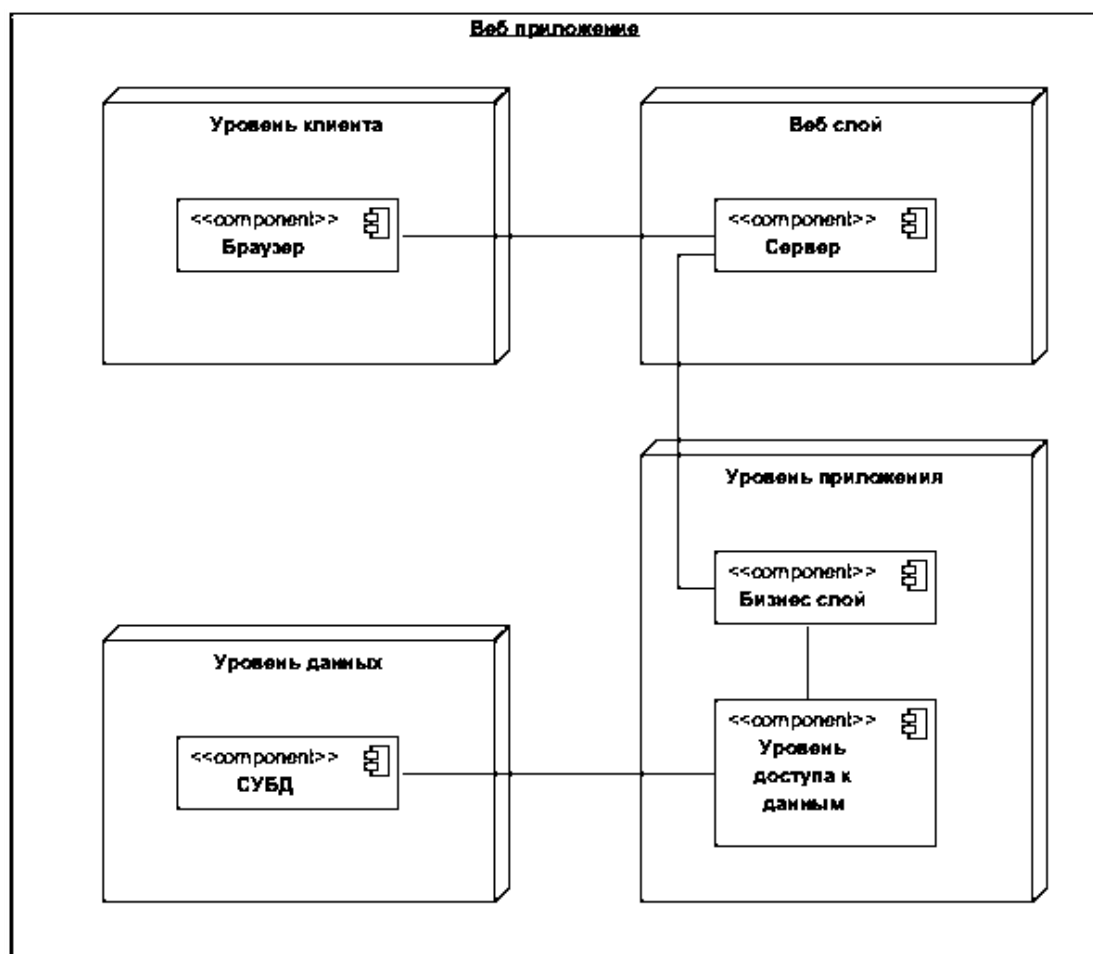 Веб приложение
Уровень клиента
<<component>>
Браузер
Веб слой
<<component>>
Сервер
Уровень приложения
<<component>>
Бизнес слой
<<component>>
Уровень
доступа к
данным
Уровень данных
<<component>>
СУБД